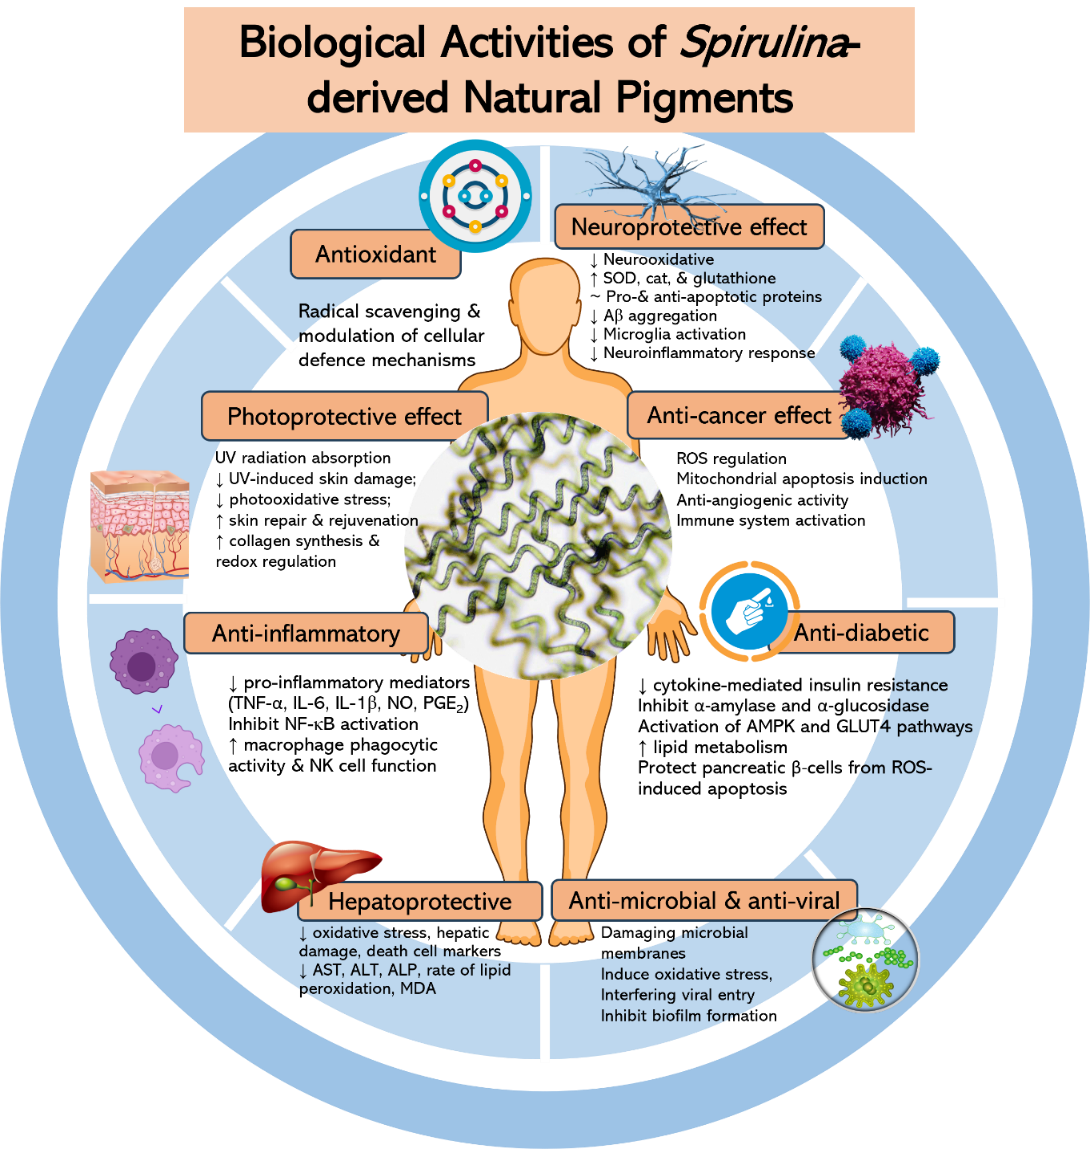 Biological Activities of Spirulina-
derived Natural Pigments
Antioxidant
Radical scavenging &
modulation of cellular
defence mechanisms
Neuroprotective effect
↓ Neurooxidative
↑ SOD, cat, & glutathione
~ Pro-& anti-apoptotic proteins
↓ Aβ aggregation
↓ Microglia activation
↓ Neuroinflammatory response
Photoprotective effect
UV radiation absorption
↓ UV-induced skin damage;
↓ photooxidative stress;
↑ skin repair & rejuvenation
↑ collagen synthesis &
redox regulation
Anti-cancer effect
ROS regulation
Mitochondrial apoptosis induction
Anti-angiogenic activity
Immune system activation
Anti-inflammatory
↓ pro-inflammatory mediators
(TNF-α, IL-6, IL-1β, NO, PGE₂)
Inhibit NF-κB activation
↑ macrophage phagocytic
activity & NK cell function
Anti-diabetic
↓ cytokine-mediated insulin resistance
Inhibit α-amylase and α-glucosidase
Activation of AMPK and GLUT4 pathways
↑ lipid metabolism
Protect pancreatic β-cells from ROS-
induced apoptosis
Hepatoprotective
↓ oxidative stress, hepatic
damage, death cell markers
↓ AST, ALT, ALP, rate of lipid
peroxidation, MDA
Anti-microbial & anti-viral
Damaging microbial
membranes
Induce oxidative stress,
Interfering viral entry
Inhibit biofilm formation